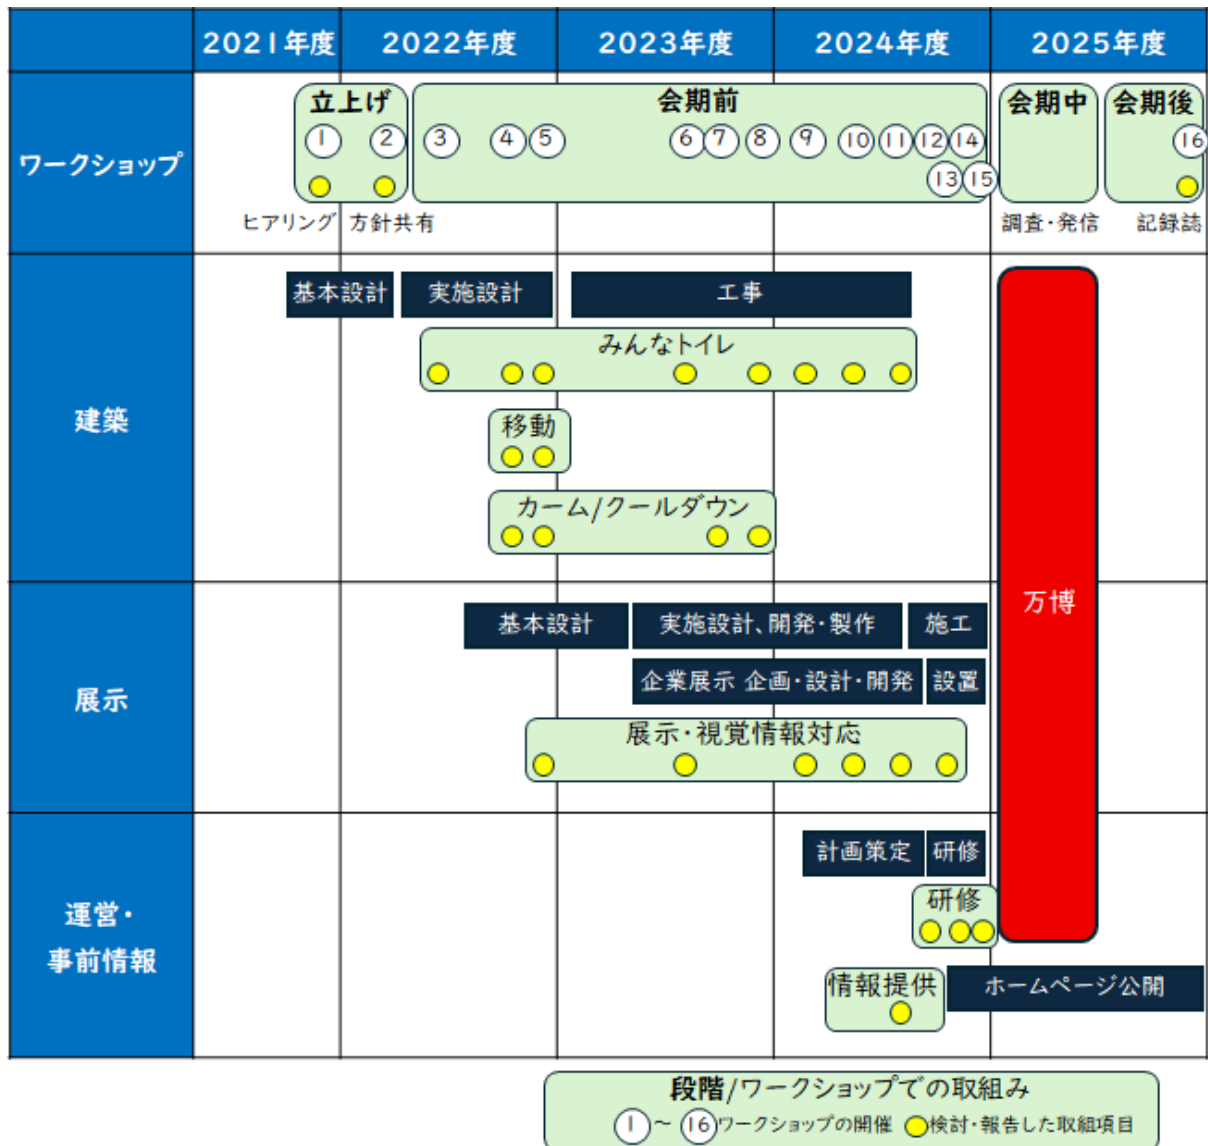 2021年度 2022年度 2023年度 2024年度 2025年度
ワークショップ
立上げ 会期前 会期中 会期後
1 2 3 4 5 6 7 8 9 10 11 12 14 16
13 15
ヒアリング 方針共有 調査・発信 記録誌
建築
基本設計 実施設計 工事
みんなトイレ
移動
カーム/クールダウン
万博
展示
基本設計 実施設計、開発・製作 施工
企業展示 企画・設計・開発 設置
展示・視覚情報対応
運営・
事前情報
計画策定 研修
研修
情報提供 ホームページ公開
段階/ワークショップでの取組み
1～16ワークショップの開催 検討・報告した取組項目